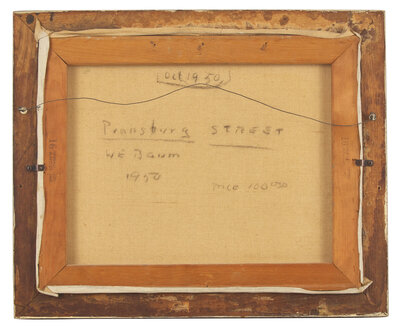 (Oct 1950)
Pennsburg STREET
WE BAUM
1950
Price 100.00